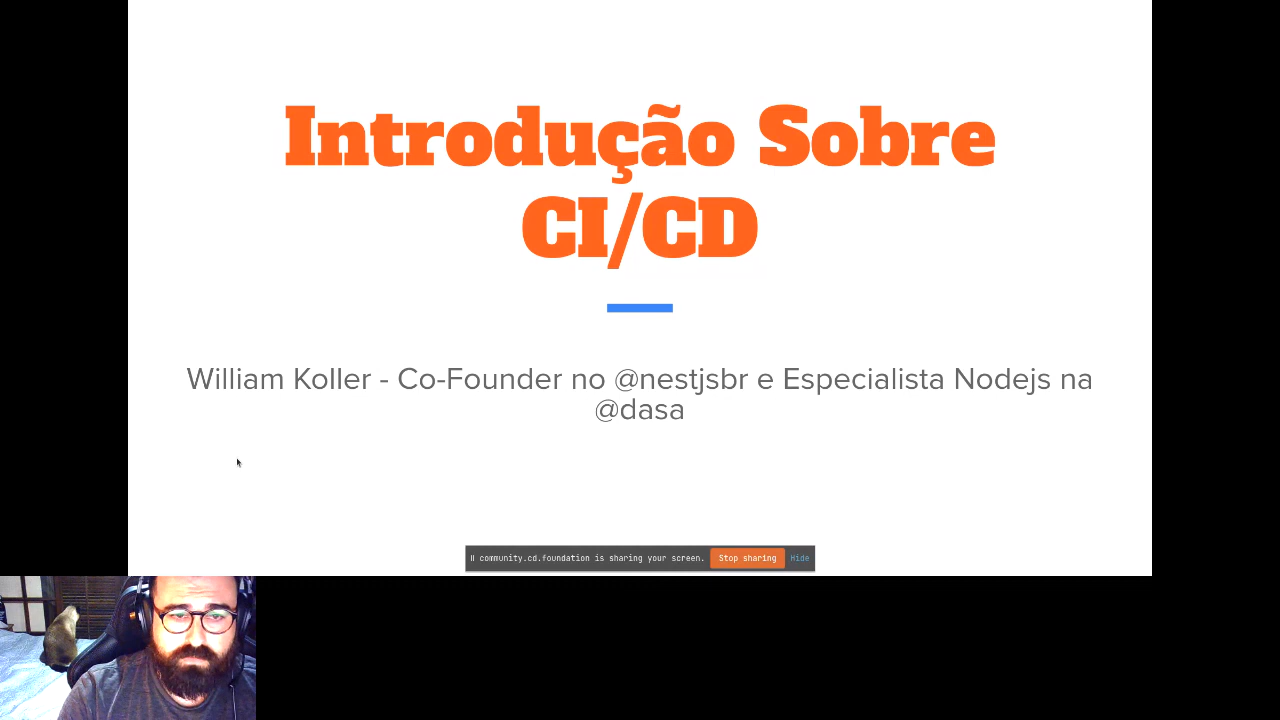 Introdução Sobre
CI/CD
William Koller - Co-Founder no @nestjsbr e Especialista Nodejs na
@dasa
community.cd.foundation is sharing your screen. Stop sharing Hide